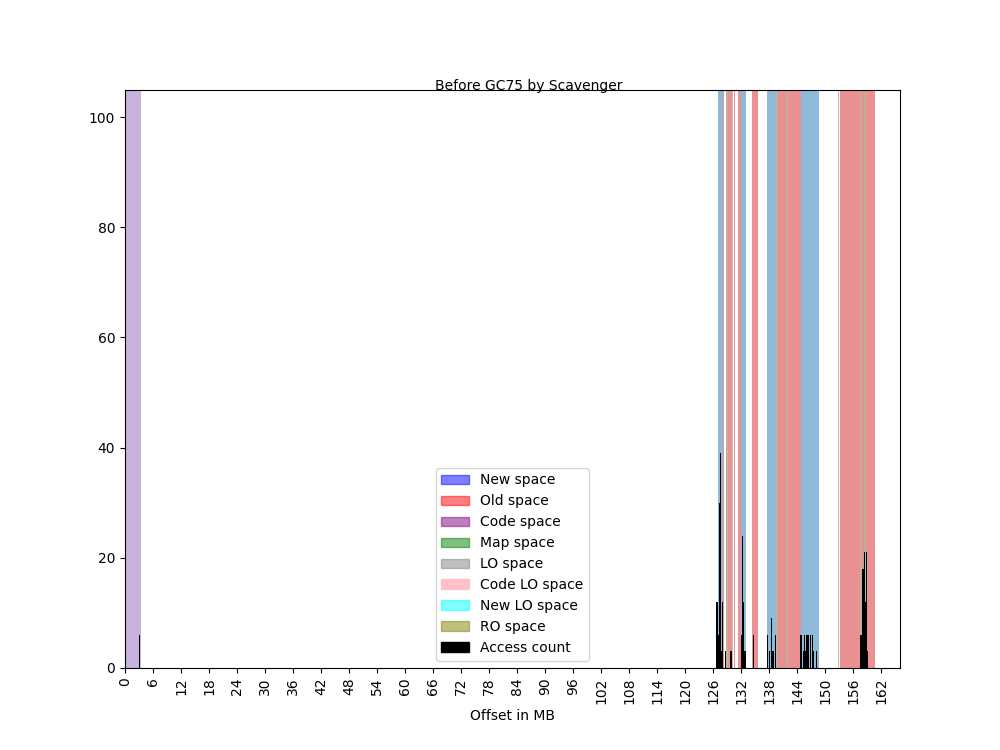 Before GC75 by Scavenger
100
80
60
40
20
0
New space
Old space
Code space
Map space
LO space
Code LO space
New LO space
RO space
Access count
0 6 12 18 24 30 36 42 48 54 60 66 72 78 84 90 96 102 108 114 120 126 132 138 144 150 156 162
Offset in MB